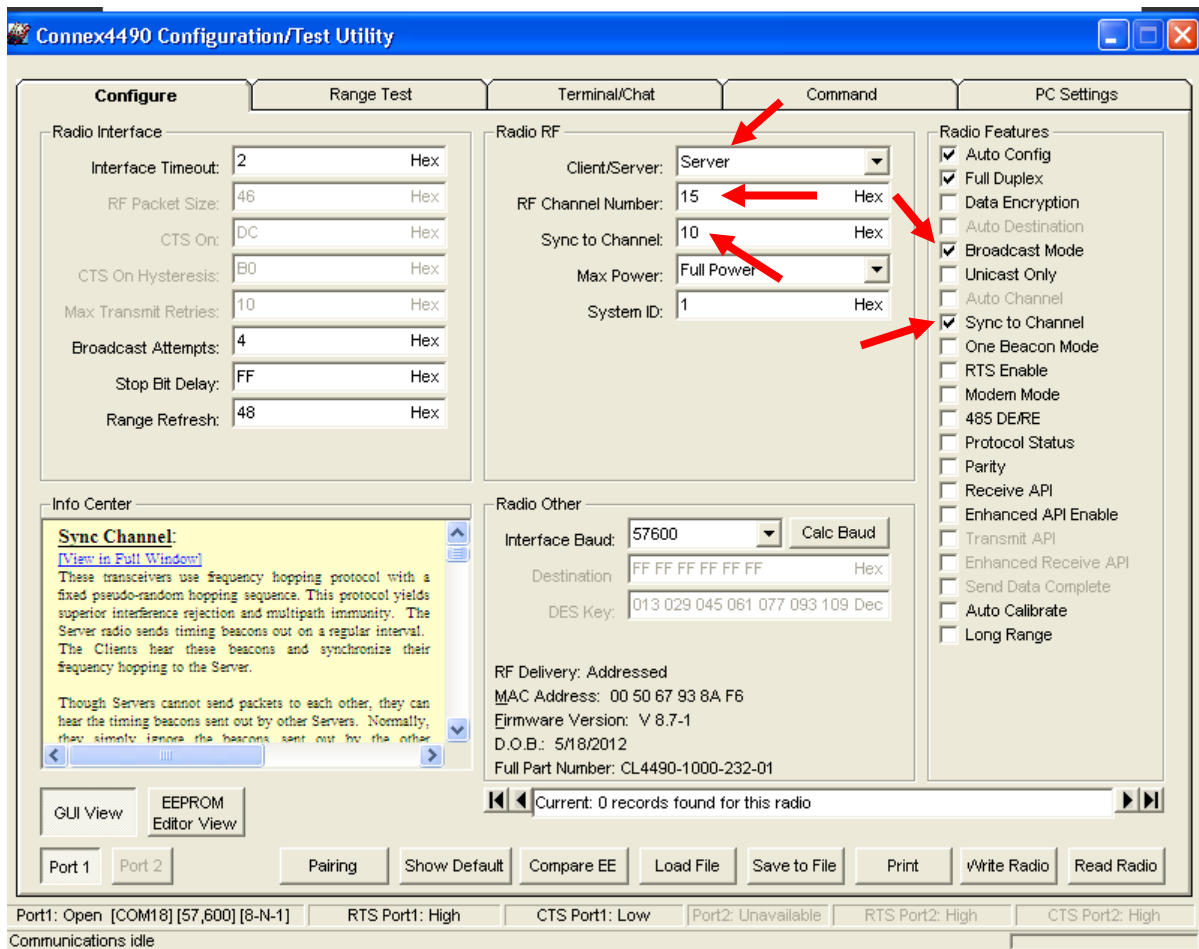 Connex4490 Configuration/Test Utility
Configure
Range Test
Terminal/Chat
Command
PC Settings
Radio Interface
Interface Timeout: 2 Hex
RF Packet Size: 46 Hex
CTS On: DC Hex
CTS On Hysteresis: B0 Hex
Max Transmit Retries: 10 Hex
Broadcast Attempts: 4 Hex
Stop Bit Delay: FF Hex
Range Refresh: 48 Hex
Radio RF
Client/Server: Server
RF Channel Number: 15 Hex
Sync to Channel: 10 Hex
Max Power: Full Power
System ID: 1 Hex
Radio Features
Auto Config
Full Duplex
Data Encryption
Auto Destination
Broadcast Mode
Unicast Only
Auto Channel
Sync to Channel
One Beacon Mode
RTS Enable
Modem Mode
485 DE/RE
Protocol Status
Parity
Receive API
Enhanced API Enable
Transmit API
Enhanced Receive API
Send Data Complete
Auto Calibrate
Long Range
Info Center
Sync Channel:
[View in Full Window]
These transceivers use frequency hopping protocol with a
fixed pseudo-random hopping sequence. This protocol yields
superior interference rejection and multipath immunity. The
Server radio sends timing beacons out on a regular interval.
The Clients hear these beacons and synchronize their
frequency hopping to the Server.
Though Servers cannot send packets to each other, they can
hear the timing beacons sent out by other Servers. Normally,
they simply ignore the beacons sent out by the other
Radio Other
Interface Baud: 57600 Calc Baud
Destination FF FF FF FF FF FF Hex
DES Key: 013 029 045 061 077 093 109 Dec
RF Delivery: Addressed
MAC Address: 00 50 67 93 8A F6
Firmware Version: V 8.7-1
D.O.B.: 5/18/2012
Full Part Number: CL4490-1000-232-01
GUI View
EEPROM
Editor View
Current: 0 records found for this radio
Port 1
Port 2
Pairing
Show Default
Compare EE
Load File
Save to File
Print
Write Radio
Read Radio
Port1: Open [COM18] [57,600] [8-N-1]
RTS Port1: High
CTS Port1: Low
Port2: Unavailable
RTS Port2: High
CTS Port2: High
Communications idle